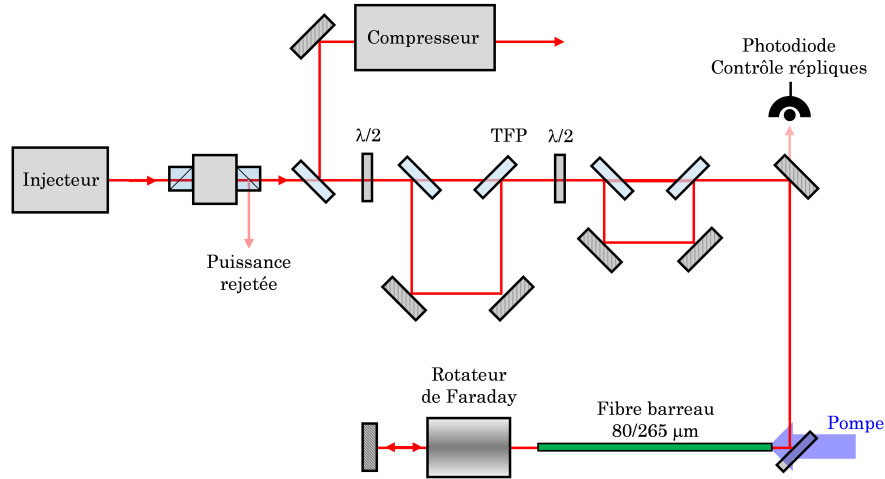 Compresseur
Photodiode
Contrôle répliques
λ/2
TFP
λ/2
Injecteur
Puissance
rejetée
Rotateur
de Faraday
Fibre barreau
80/265 µm
Pompe